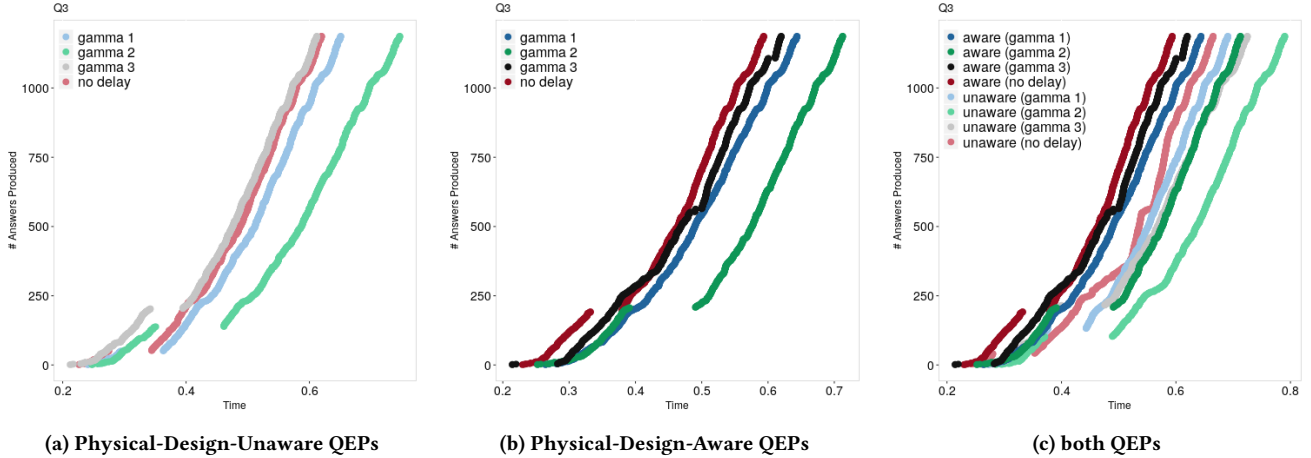 Q3
gamma 1
gamma 2
gamma 3
no delay
# Answers Produced
1000
750
500
250
0
0.2
0.4
0.6
Time
(a) Physical-Design-Unaware QEPs
Q3
gamma 1
gamma 2
gamma 3
no delay
# Answers Produced
1000
750
500
250
0
0.2
0.3
0.4
0.5
0.6
0.7
Time
(b) Physical-Design-Aware QEPs
Q3
aware (gamma 1)
aware (gamma 2)
aware (gamma 3)
aware (no delay)
unaware (gamma 1)
unaware (gamma 2)
unaware (gamma 3)
unaware (no delay)
# Answers Produced
1000
750
500
250
0
0.2
0.4
0.6
0.8
Time
(c) both QEPs